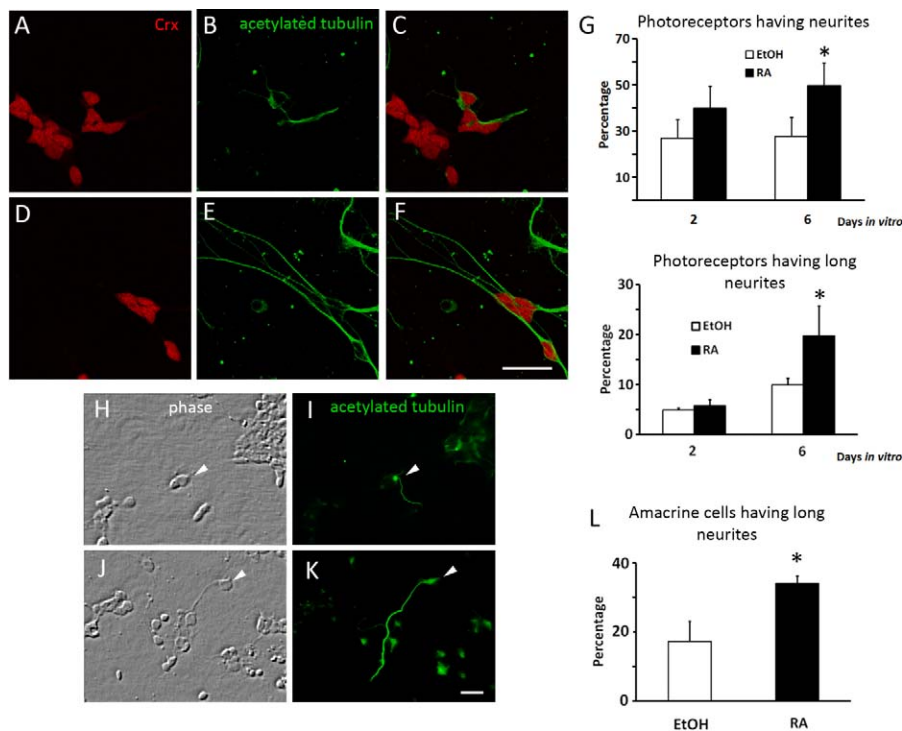 A Crx
B acetylated tubulin
C
D
E
F
G
Photoreceptors having neurites
EtOH
RA
*
Percentage
70
50
30
10
2
6
Days in vitro
Photoreceptors having long
neurites
EtOH
RA
*
Percentage
30
20
10
0
2
6
Days in vitro
H phase
I acetylated tubulin
J
K
L
Amacrine cells having long
neurites
*
Percentage
40
20
0
EtOH
RA